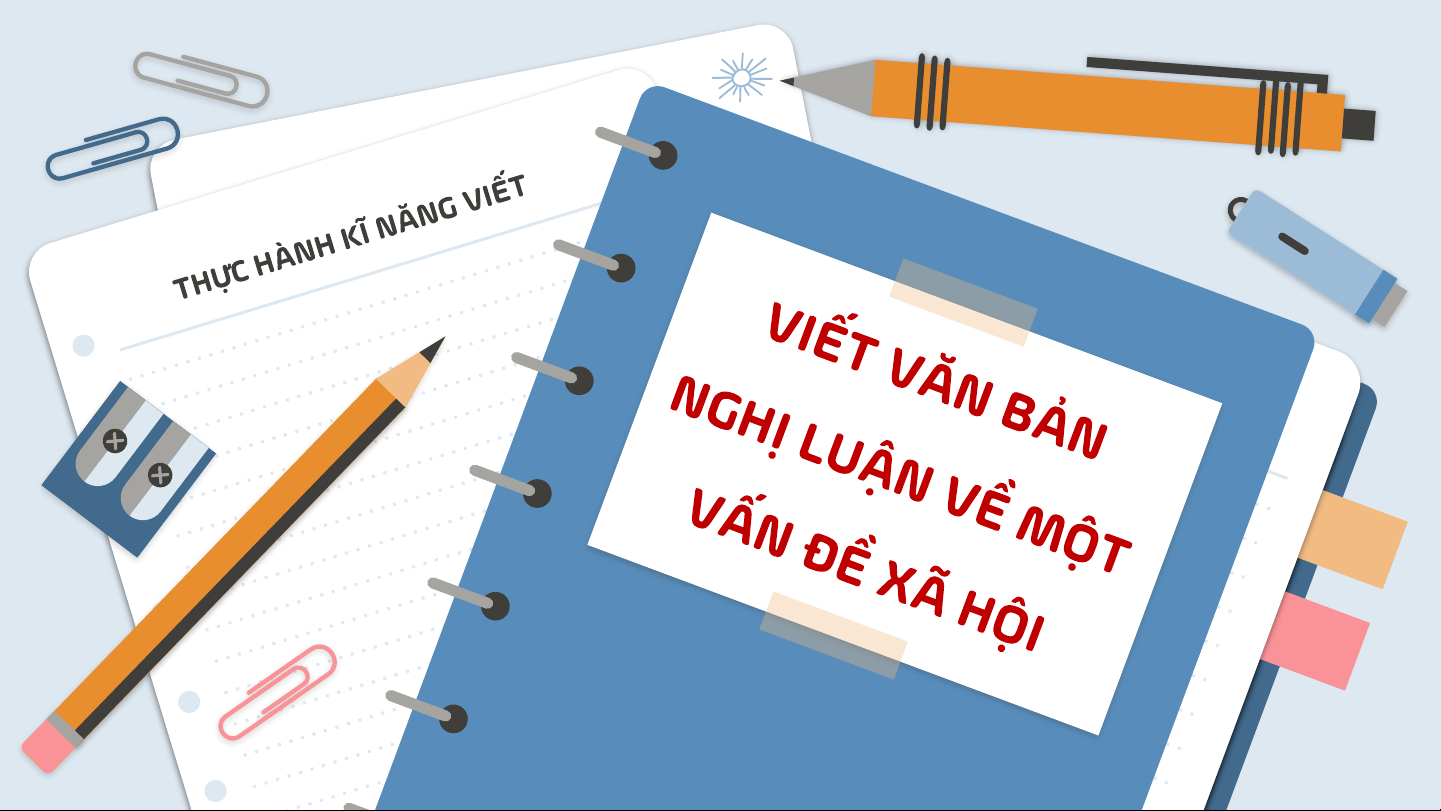 THỰC HÀNH KĨ NĂNG VIẾT
VIẾT VĂN BẢN
NGHỊ LUẬN VỀ MỘT
VẤN ĐỀ XÃ HỘI